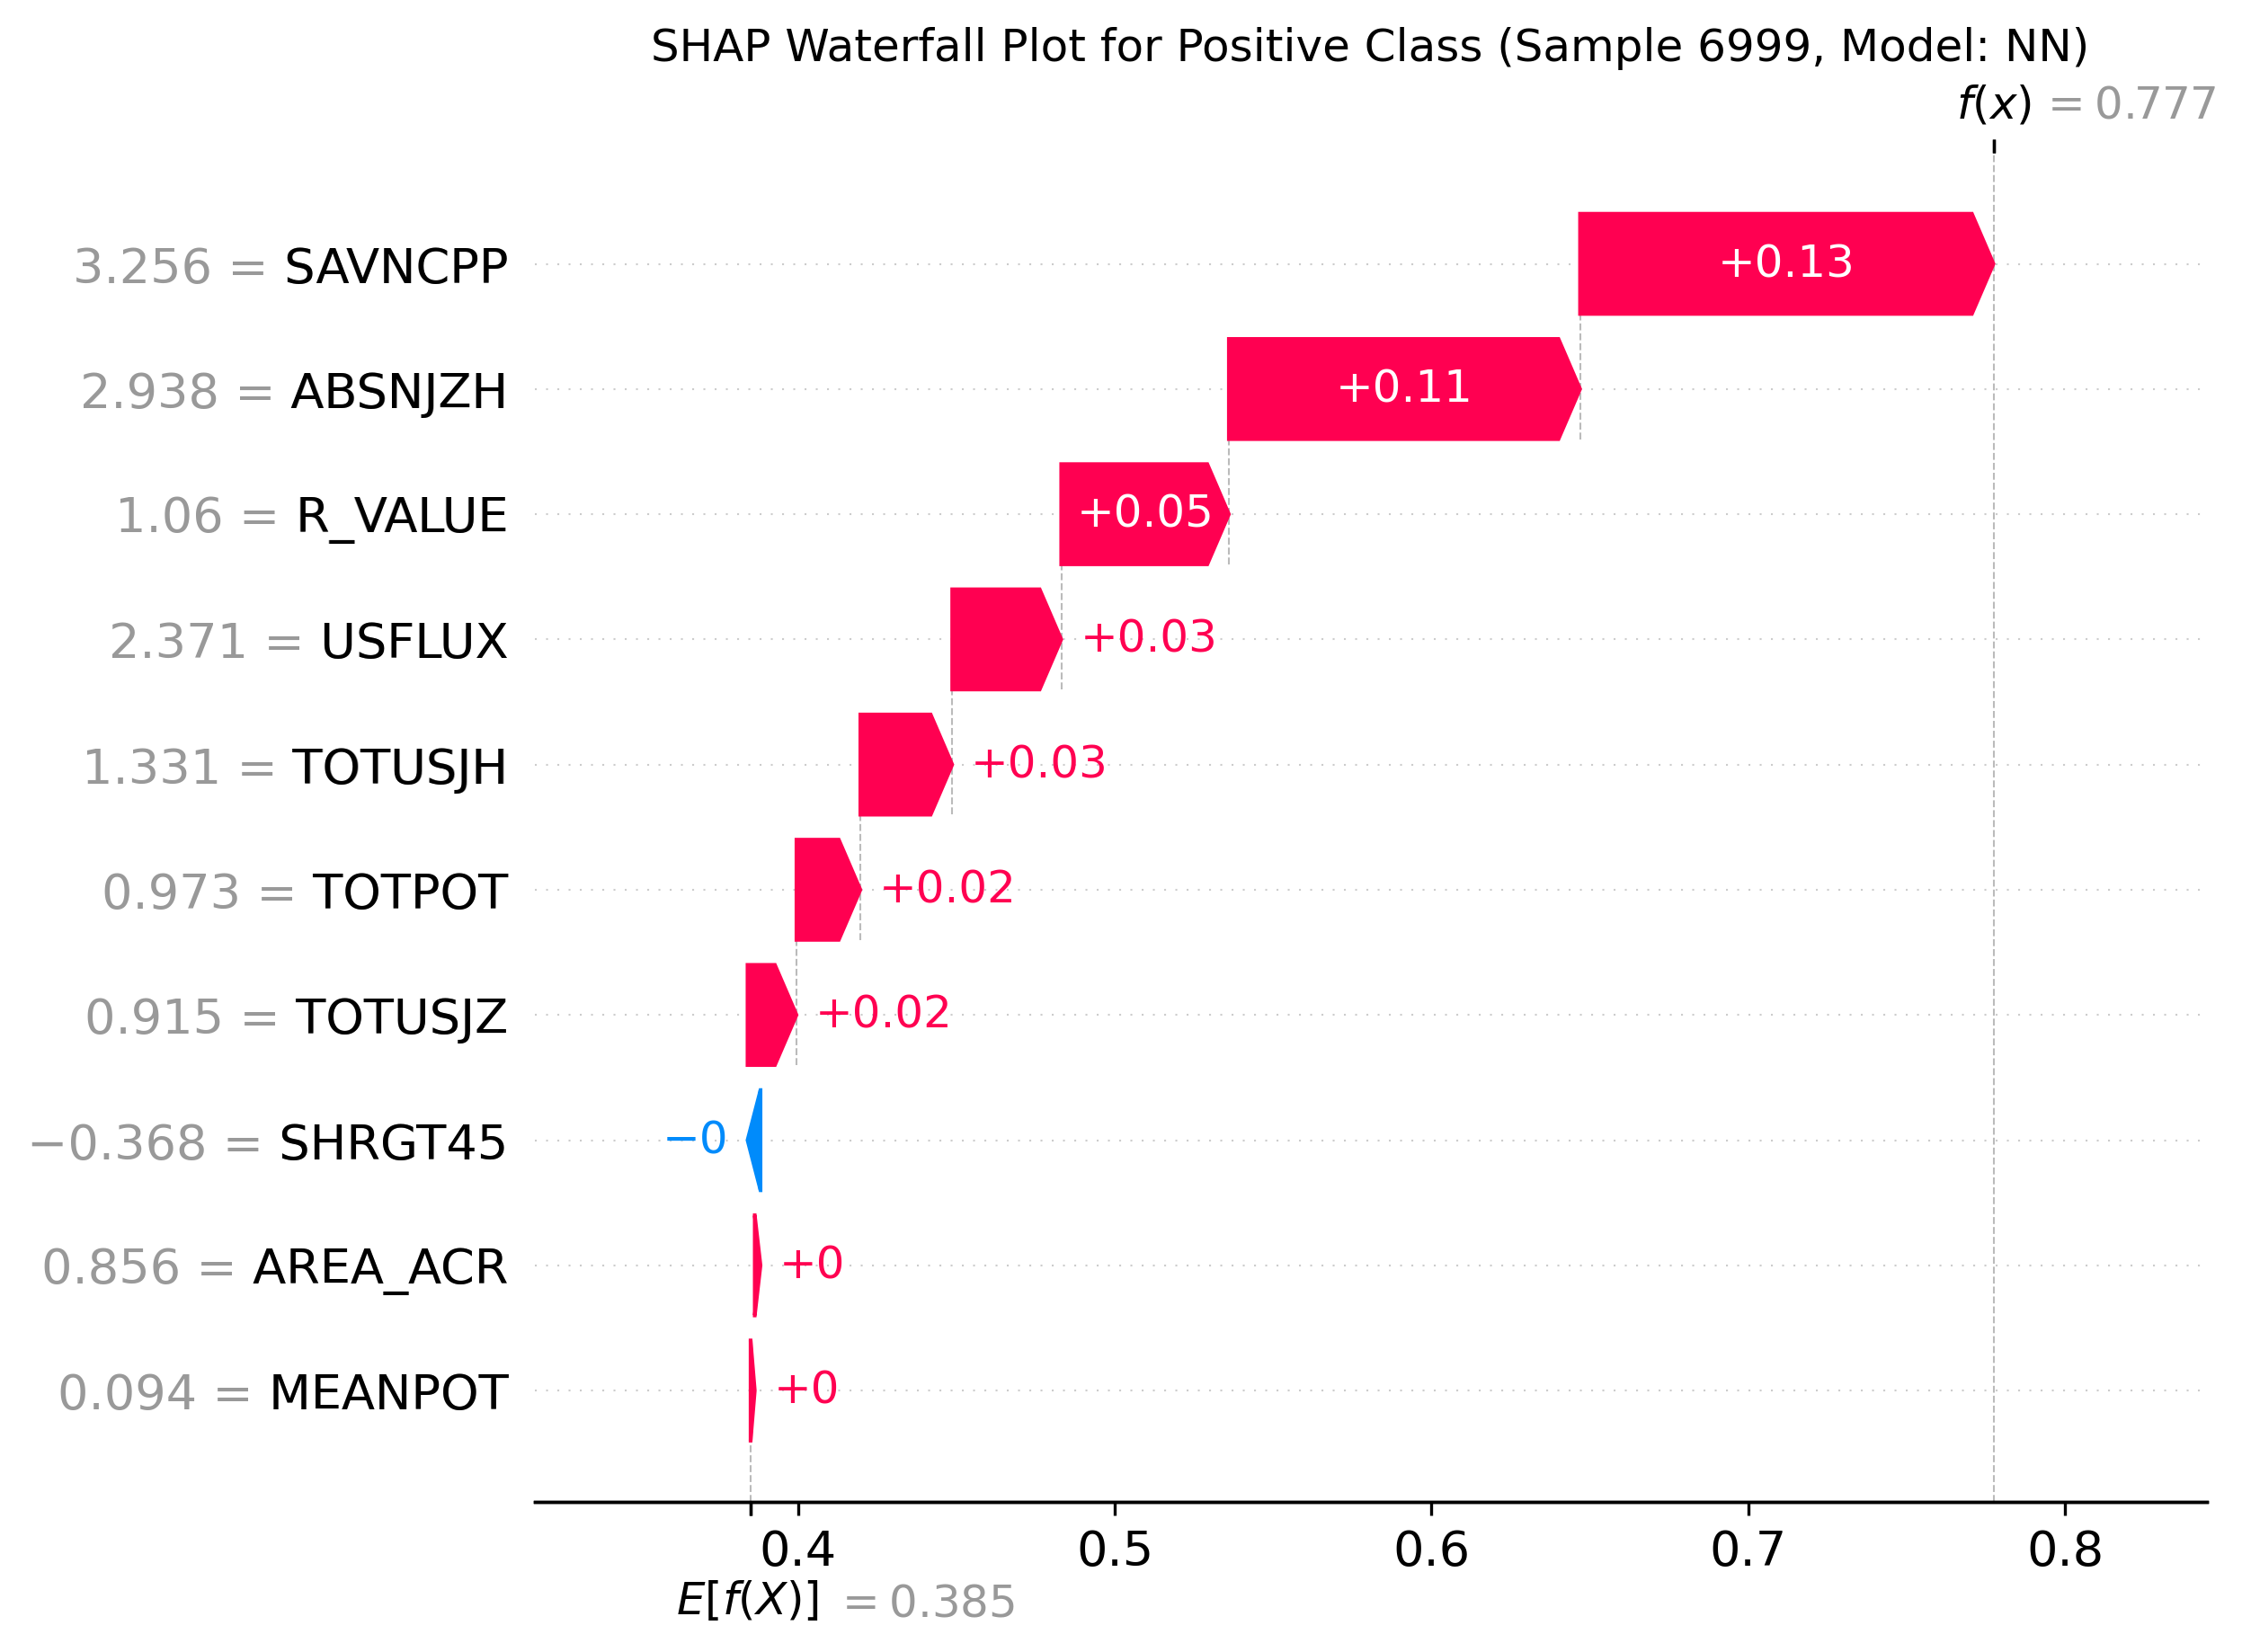 SHAP Waterfall Plot for Positive Class (Sample 6999, Model: NN)
f(x) = 0.777
3.256 = SAVNCPP +0.13
2.938 = ABSNJZH +0.11
1.06 = R_VALUE +0.05
2.371 = USFLUX +0.03
1.331 = TOTUSJH +0.03
0.973 = TOTPOT +0.02
0.915 = TOTUSJZ +0.02
−0.368 = SHRGT45 −0
0.856 = AREA_ACR +0
0.094 = MEANPOT +0
0.4 0.5 0.6 0.7 0.8
E[f(X)] = 0.385